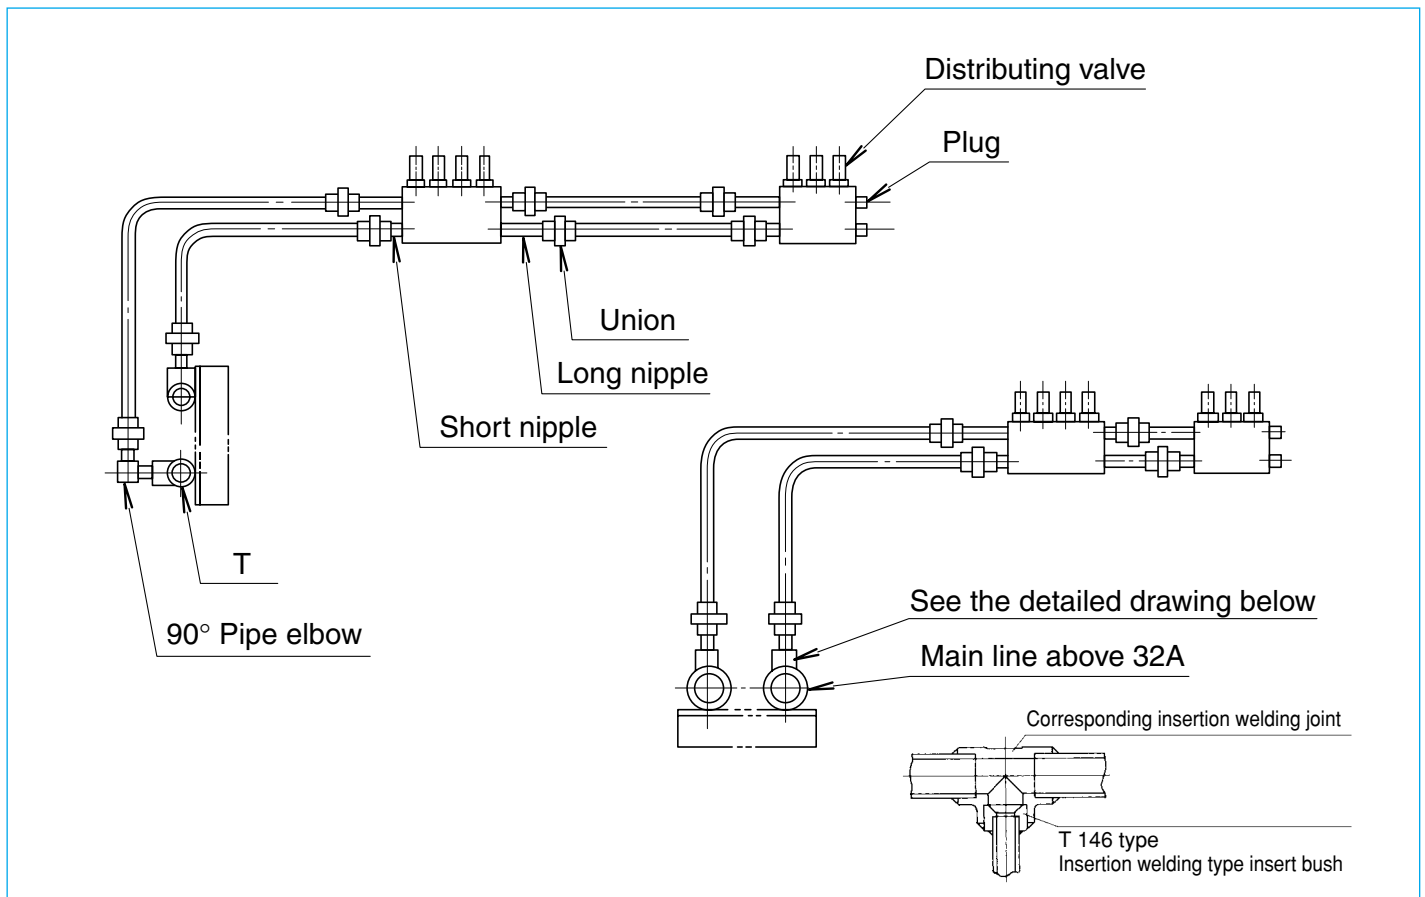 Distributing valve
Plug
Union
Long nipple
Short nipple
T
90° Pipe elbow
See the detailed drawing below
Main line above 32A
Corresponding insertion welding joint
T 146 type
Insertion welding type insert bush